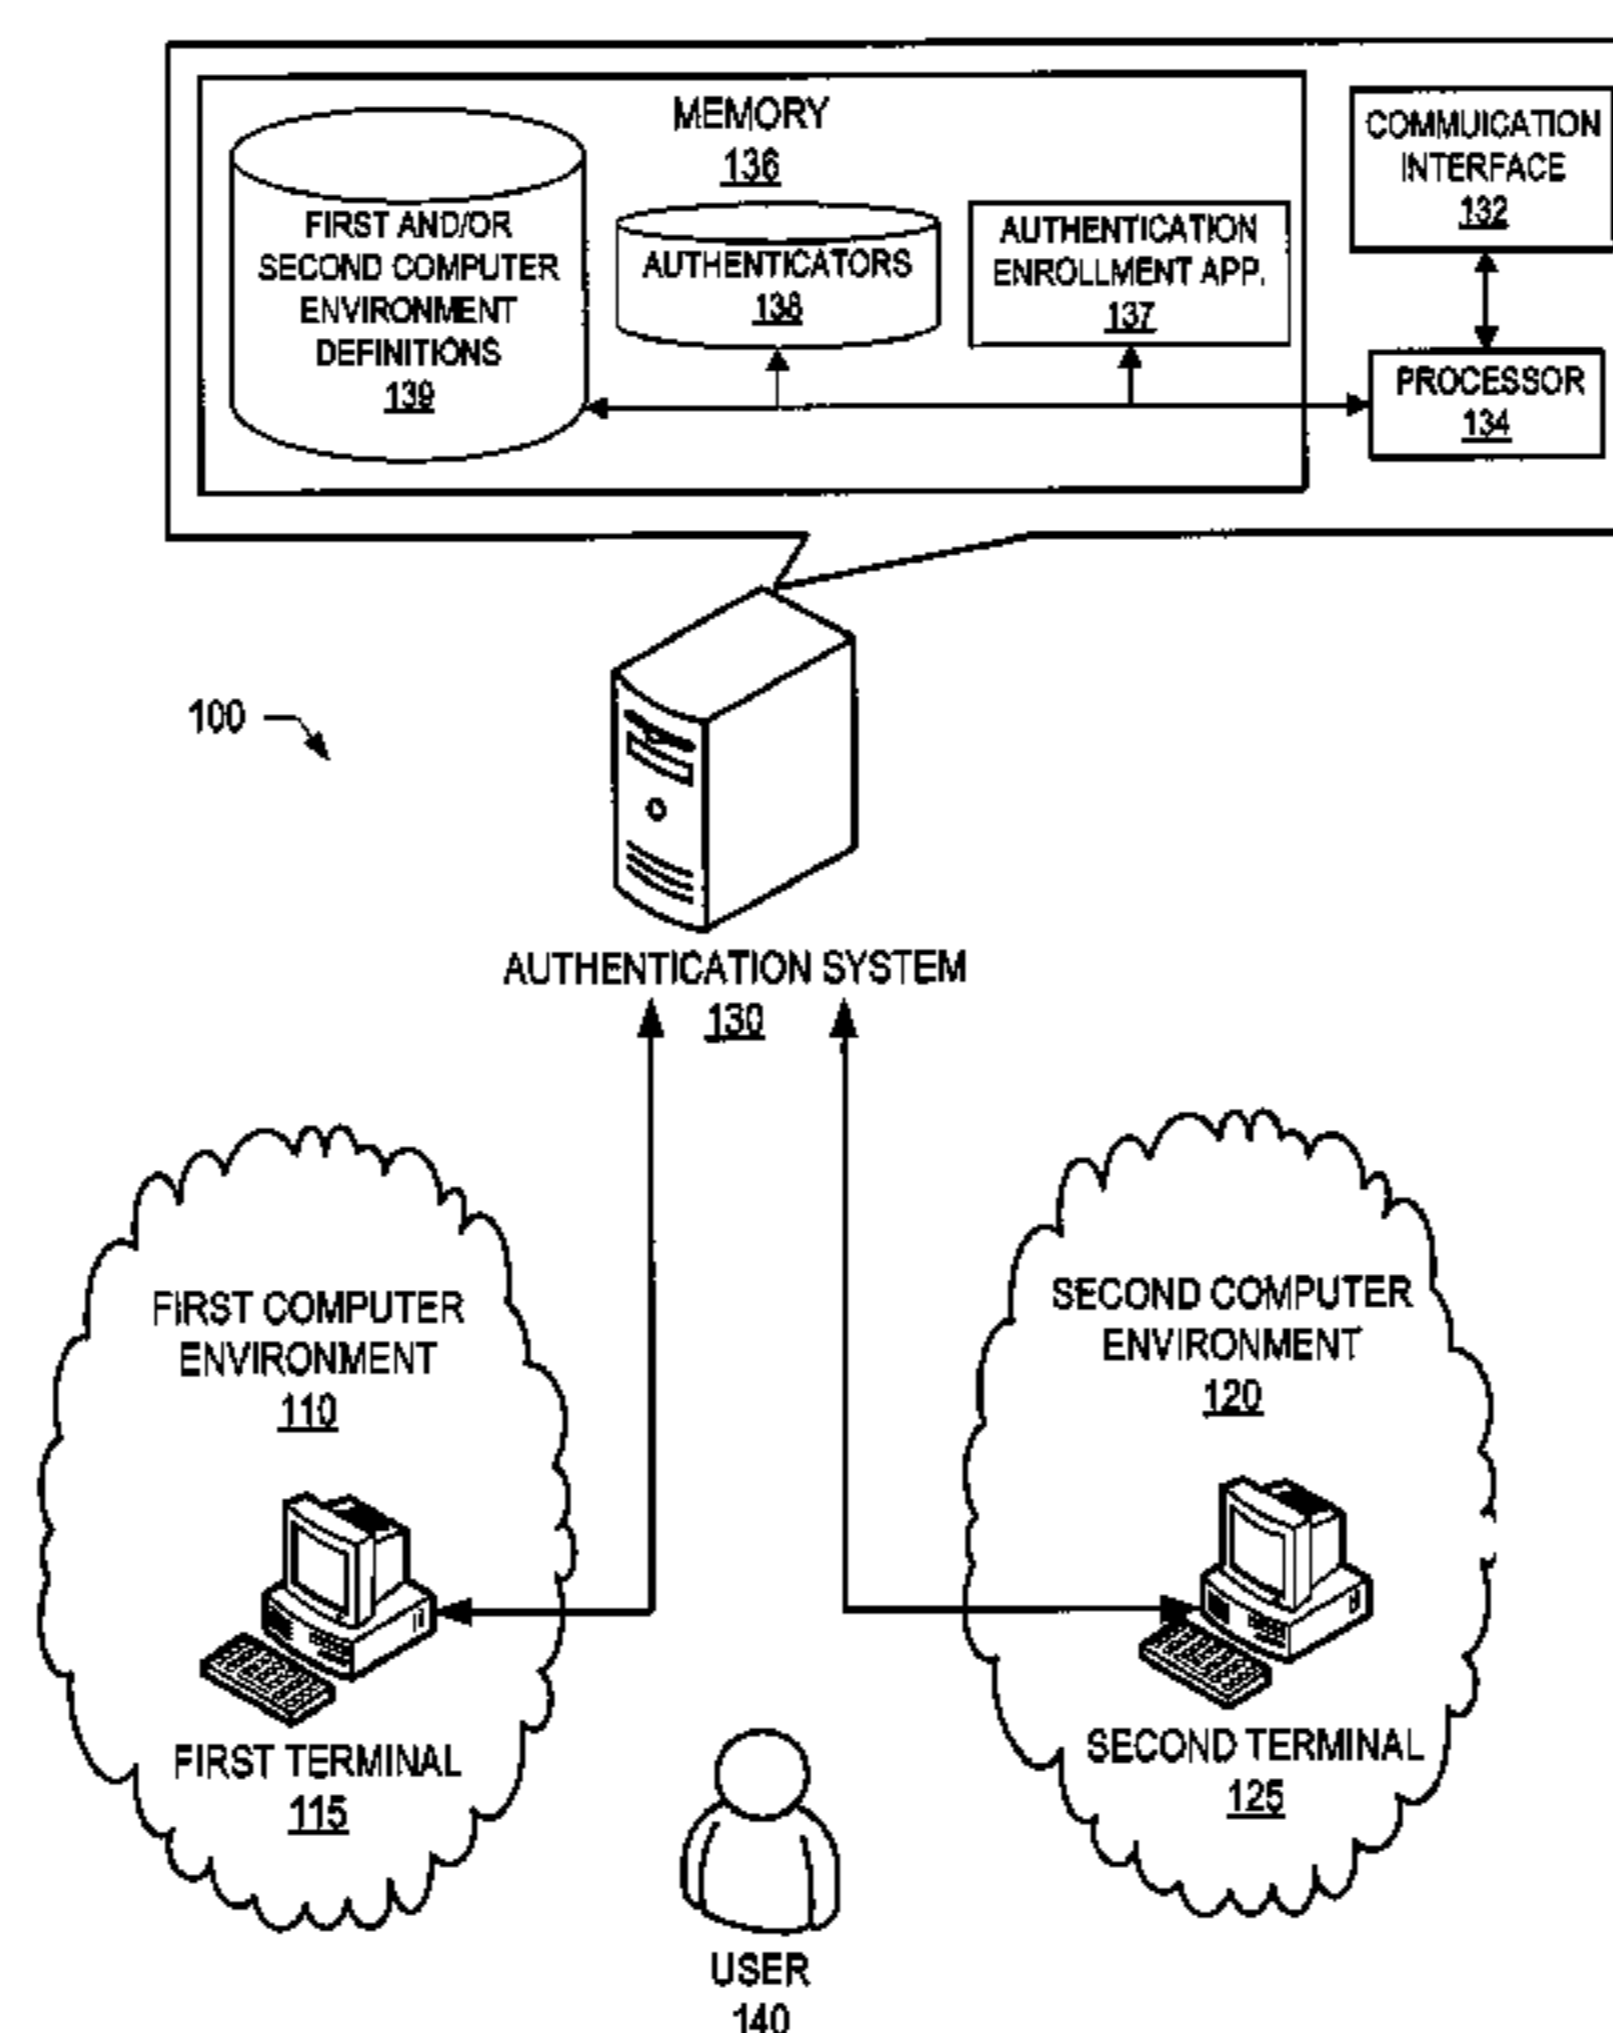 MEMORY
136
FIRST AND/OR
SECOND COMPUTER
ENVIRONMENT
DEFINITIONS
139
AUTHENTICATORS
138
AUTHENTICATION
ENROLLMENT APP.
137
COMMUICATION
INTERFACE
132
PROCESSOR
134
100
AUTHENTICATION SYSTEM
130
FIRST COMPUTER
ENVIRONMENT
110
FIRST TERMINAL
115
SECOND COMPUTER
ENVIRONMENT
120
SECOND TERMINAL
125
USER
140